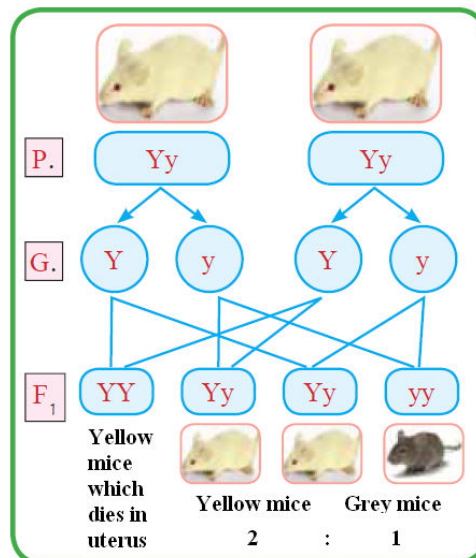 P.
Yy Yy
G.
Y y Y y
F1
YY Yy Yy yy
Yellow
mice
which
dies in
uterus
Yellow mice Grey mice
2 : 1